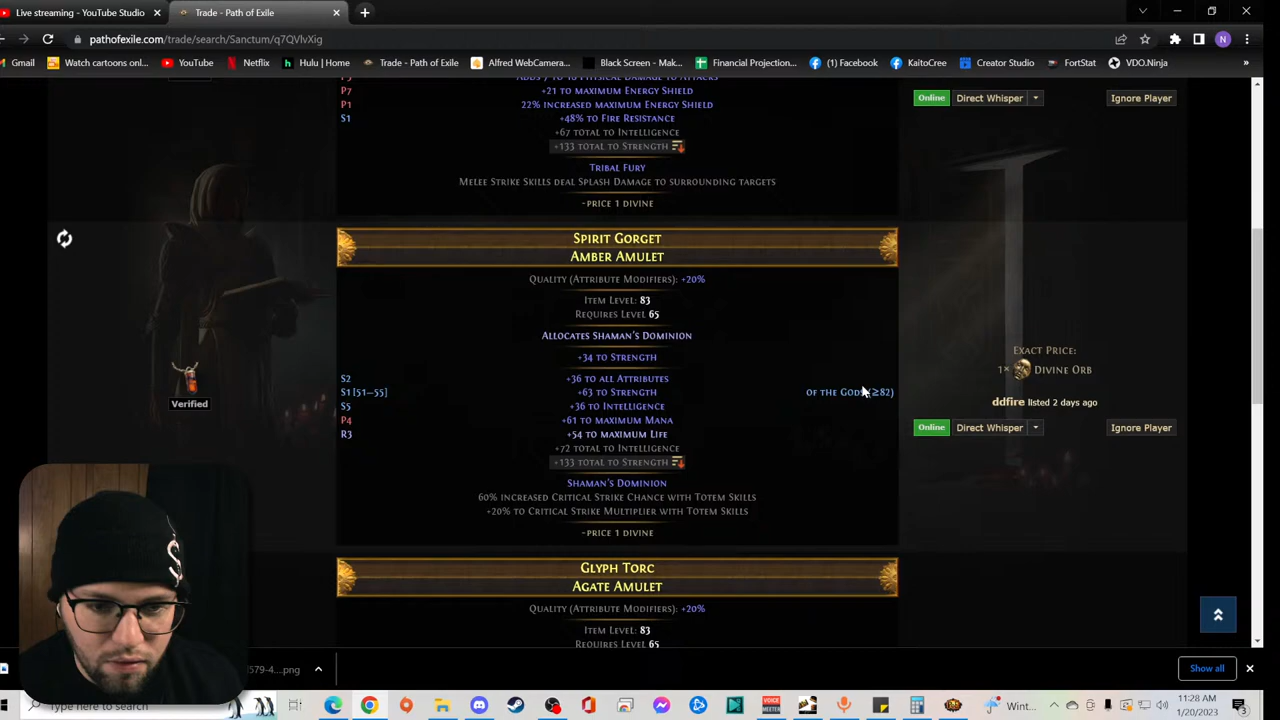 Live streaming - YouTube Studio
Trade - Path of Exile
pathofexile.com/trade/search/Sanctum/q7QVlvXig
N
Gmail
Watch cartoons onl...
YouTube
Netflix
Hulu | Home
Trade - Path of Exile
Alfred WebCamera...
Black Screen - Mak...
Financial Projection...
(1) Facebook
KaitoCree
Creator Studio
FortStat
VDO.Ninja
P7
+21 to maximum Energy Shield
P1
22% increased maximum Energy Shield
S1
+48% to Fire Resistance
+67 total to Intelligence
+133 total to Strength
Tribal Fury
Melee Strike Skills deal Splash Damage to surrounding targets
~price 1 divine
Online
Direct Whisper
Ignore Player
Spirit Gorget
Amber Amulet
Quality (Attribute Modifiers): +20%
Item Level: 83
Requires Level 65
Allocates Shaman's Dominion
+34 to Strength
S2
+36 to all Attributes
S1 [51–55]
+63 to Strength
of the Gods (≥82)
S5
+36 to Intelligence
P4
+61 to maximum Mana
R3
+54 to maximum Life
+72 total to Intelligence
+133 total to Strength
Shaman's Dominion
60% increased Critical Strike Chance with Totem Skills
+20% to Critical Strike Multiplier with Totem Skills
~price 1 divine
Verified
Exact Price:
1× Divine Orb
ddfire listed 2 days ago
Online
Direct Whisper
Ignore Player
Glyph Torc
Agate Amulet
Quality (Attribute Modifiers): +20%
Item Level: 83
Requires Level 65
579-4....png
Show all
Type here to search
Wint...
11:28 AM
1/20/2023